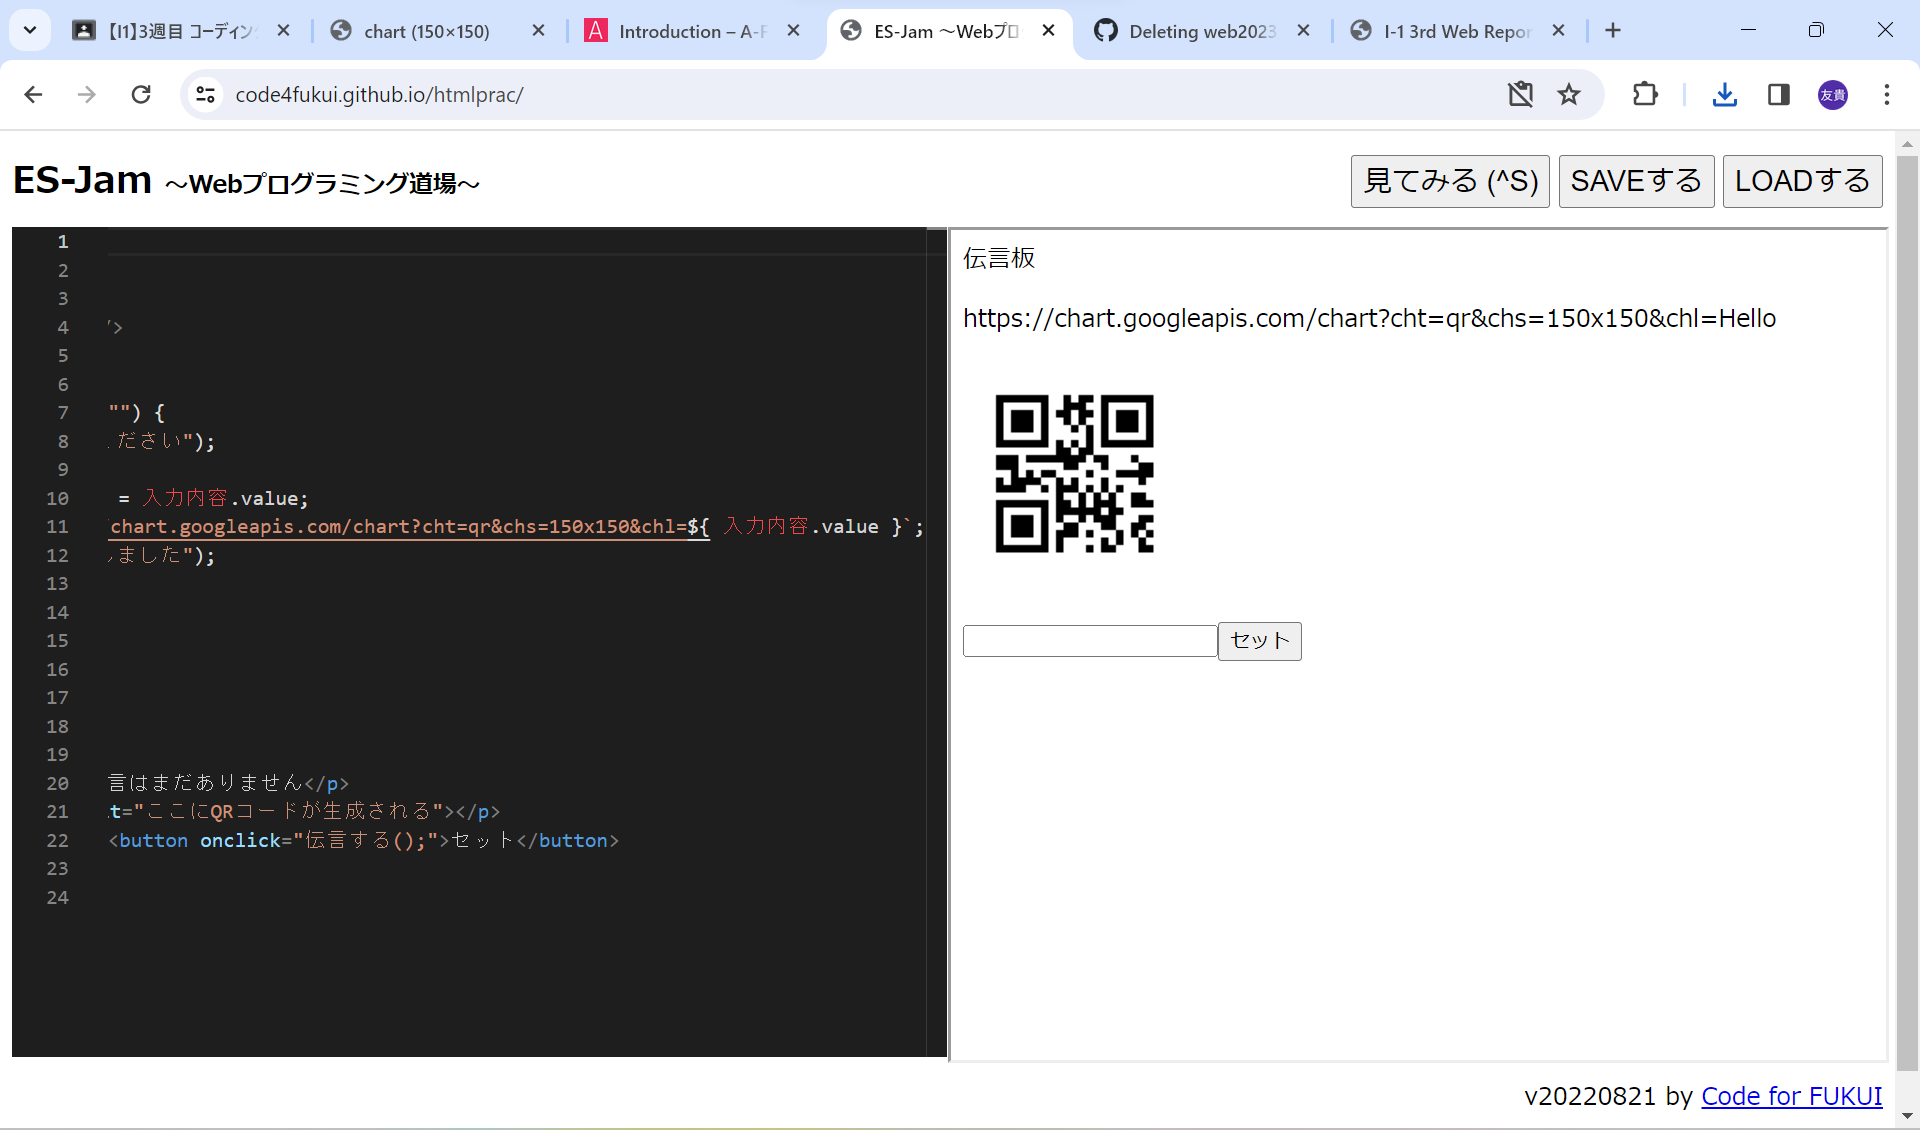 【I1】3週目 コーディング
chart (150×150)
Introduction – A-F
ES-Jam ～Webプロ
Deleting web2023
I-1 3rd Web Repor
code4fukui.github.io/htmlprac/
友貴
ES-Jam ～Webプログラミング道場～
見てみる (^S)
SAVEする
LOADする
1
2
3
4 />
5
6
7 "") {
8 ださい");
9
10 = 入力内容.value;
11 chart.googleapis.com/chart?cht=qr&chs=150x150&chl=${ 入力内容.value }`;
12 ました");
13
14
15
16
17
18
19
20 言はまだありません</p>
21 t="ここにQRコードが生成される"></p>
22 <button onclick="伝言する();">セット</button>
23
24
伝言板
https://chart.googleapis.com/chart?cht=qr&chs=150x150&chl=Hello
セット
v20220821 by Code for FUKUI